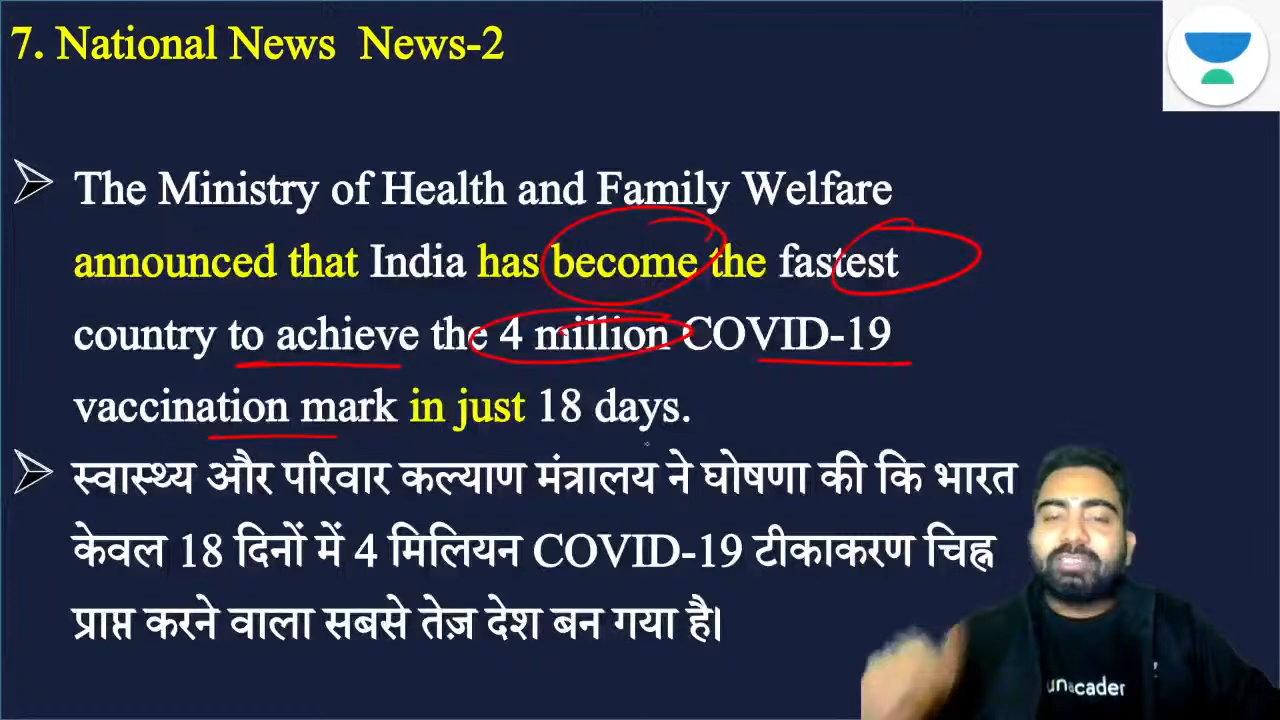 7. National News News-2
The Ministry of Health and Family Welfare
announced that India has become the fastest
country to achieve the 4 million COVID-19
vaccination mark in just 18 days.
स्वास्थ्य और परिवार कल्याण मंत्रालय ने घोषणा की कि भारत
केवल 18 दिनों में 4 मिलियन COVID-19 टीकाकरण चिह्न
प्राप्त करने वाला सबसे तेज़ देश बन गया है।